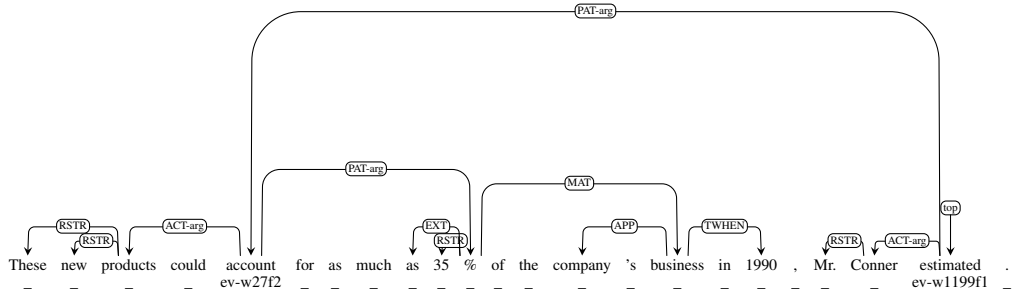 PAT-arg
PAT-arg
MAT
top
RSTR ACT-arg EXT APP TWHEN
RSTR RSTR RSTR ACT-arg
These new products could account for as much as 35 % of the company 's business in 1990 , Mr. Conner estimated .
_ _ _ _ ev-w27f2 _ _ _ _ _ _ _ _ _ _ _ _ _ _ _ _ _ ev-w1199f1 _